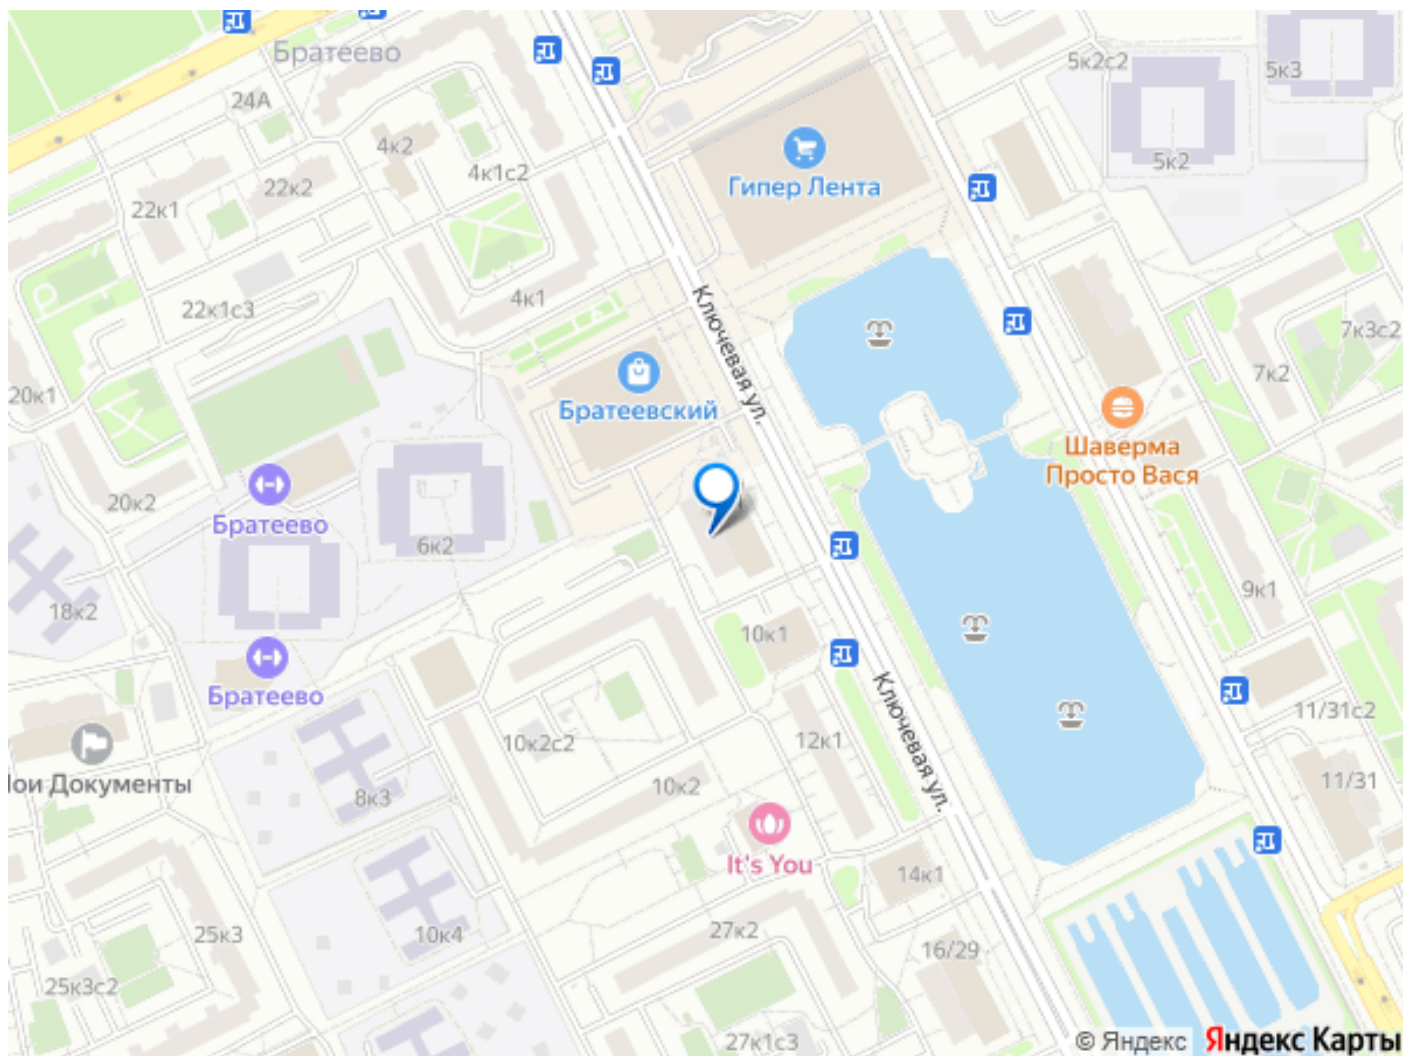 Братеево
24А
4к2
4к1с2
22к2
22к1
4к1
22к1с3
20к1
20к2
Братеево
6к2
18к2
Братеево
Братеевский
Гипер Лента
Ключевая ул.
5к2с2
5к3
5к2
7к3с2
7к2
Шаверма
Просто Вася
9к1
10к1
11/31с2
11/31
12к1
Ключевая ул.
10к2с2
10к2
8к3
It's You
14к1
10к4
27к2
16/29
25к3
25к3с2
27к1с3
ои Документы
© Яндекс
Яндекс Карты